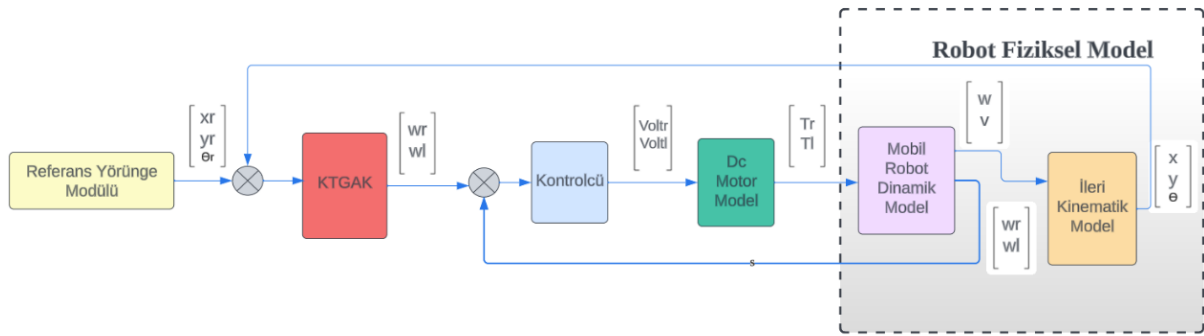 Robot Fiziksel Model
xr
yr
θr
wr
wl
Voltr
Voltl
Tr
Tl
w
v
x
y
θ
Referans Yörünge
Modülü
KTGAK
Kontrolcü
Dc
Motor
Model
Mobil
Robot
Dinamik
Model
İleri
Kinematik
Model
wr
wl
s